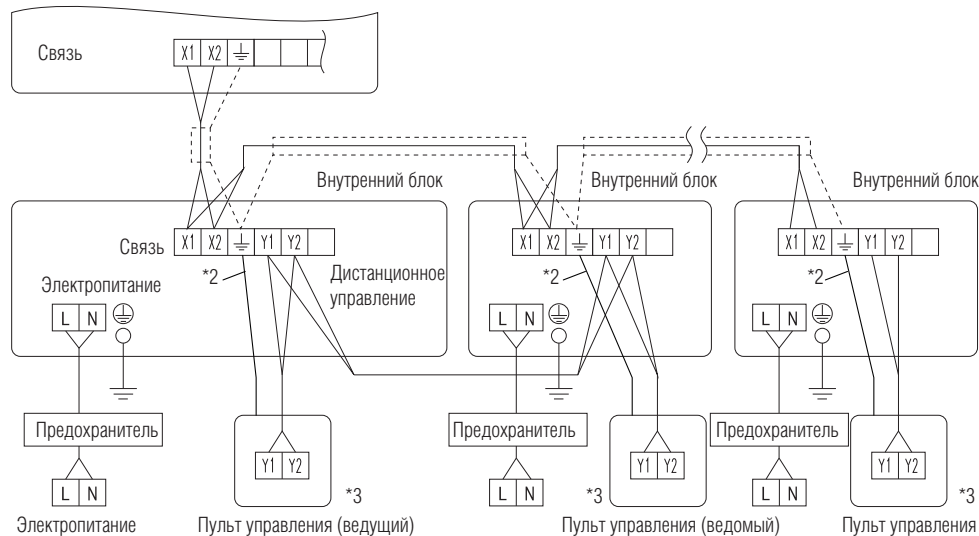 Связь
X1 X2
Внутренний блок
Внутренний блок
Внутренний блок
Связь
X1 X2 Y1 Y2
X1 X2 Y1 Y2
X1 X2 Y1 Y2
*2
*2
*2
Дистанционное
управление
Электропитание
L N
L N
L N
Предохранитель
Предохранитель
Предохранитель
Y1 Y2
Y1 Y2
Y1 Y2
L N
L N
L N
*3
*3
*3
Электропитание
Пульт управления (ведущий)
Пульт управления (ведомый)
Пульт управления